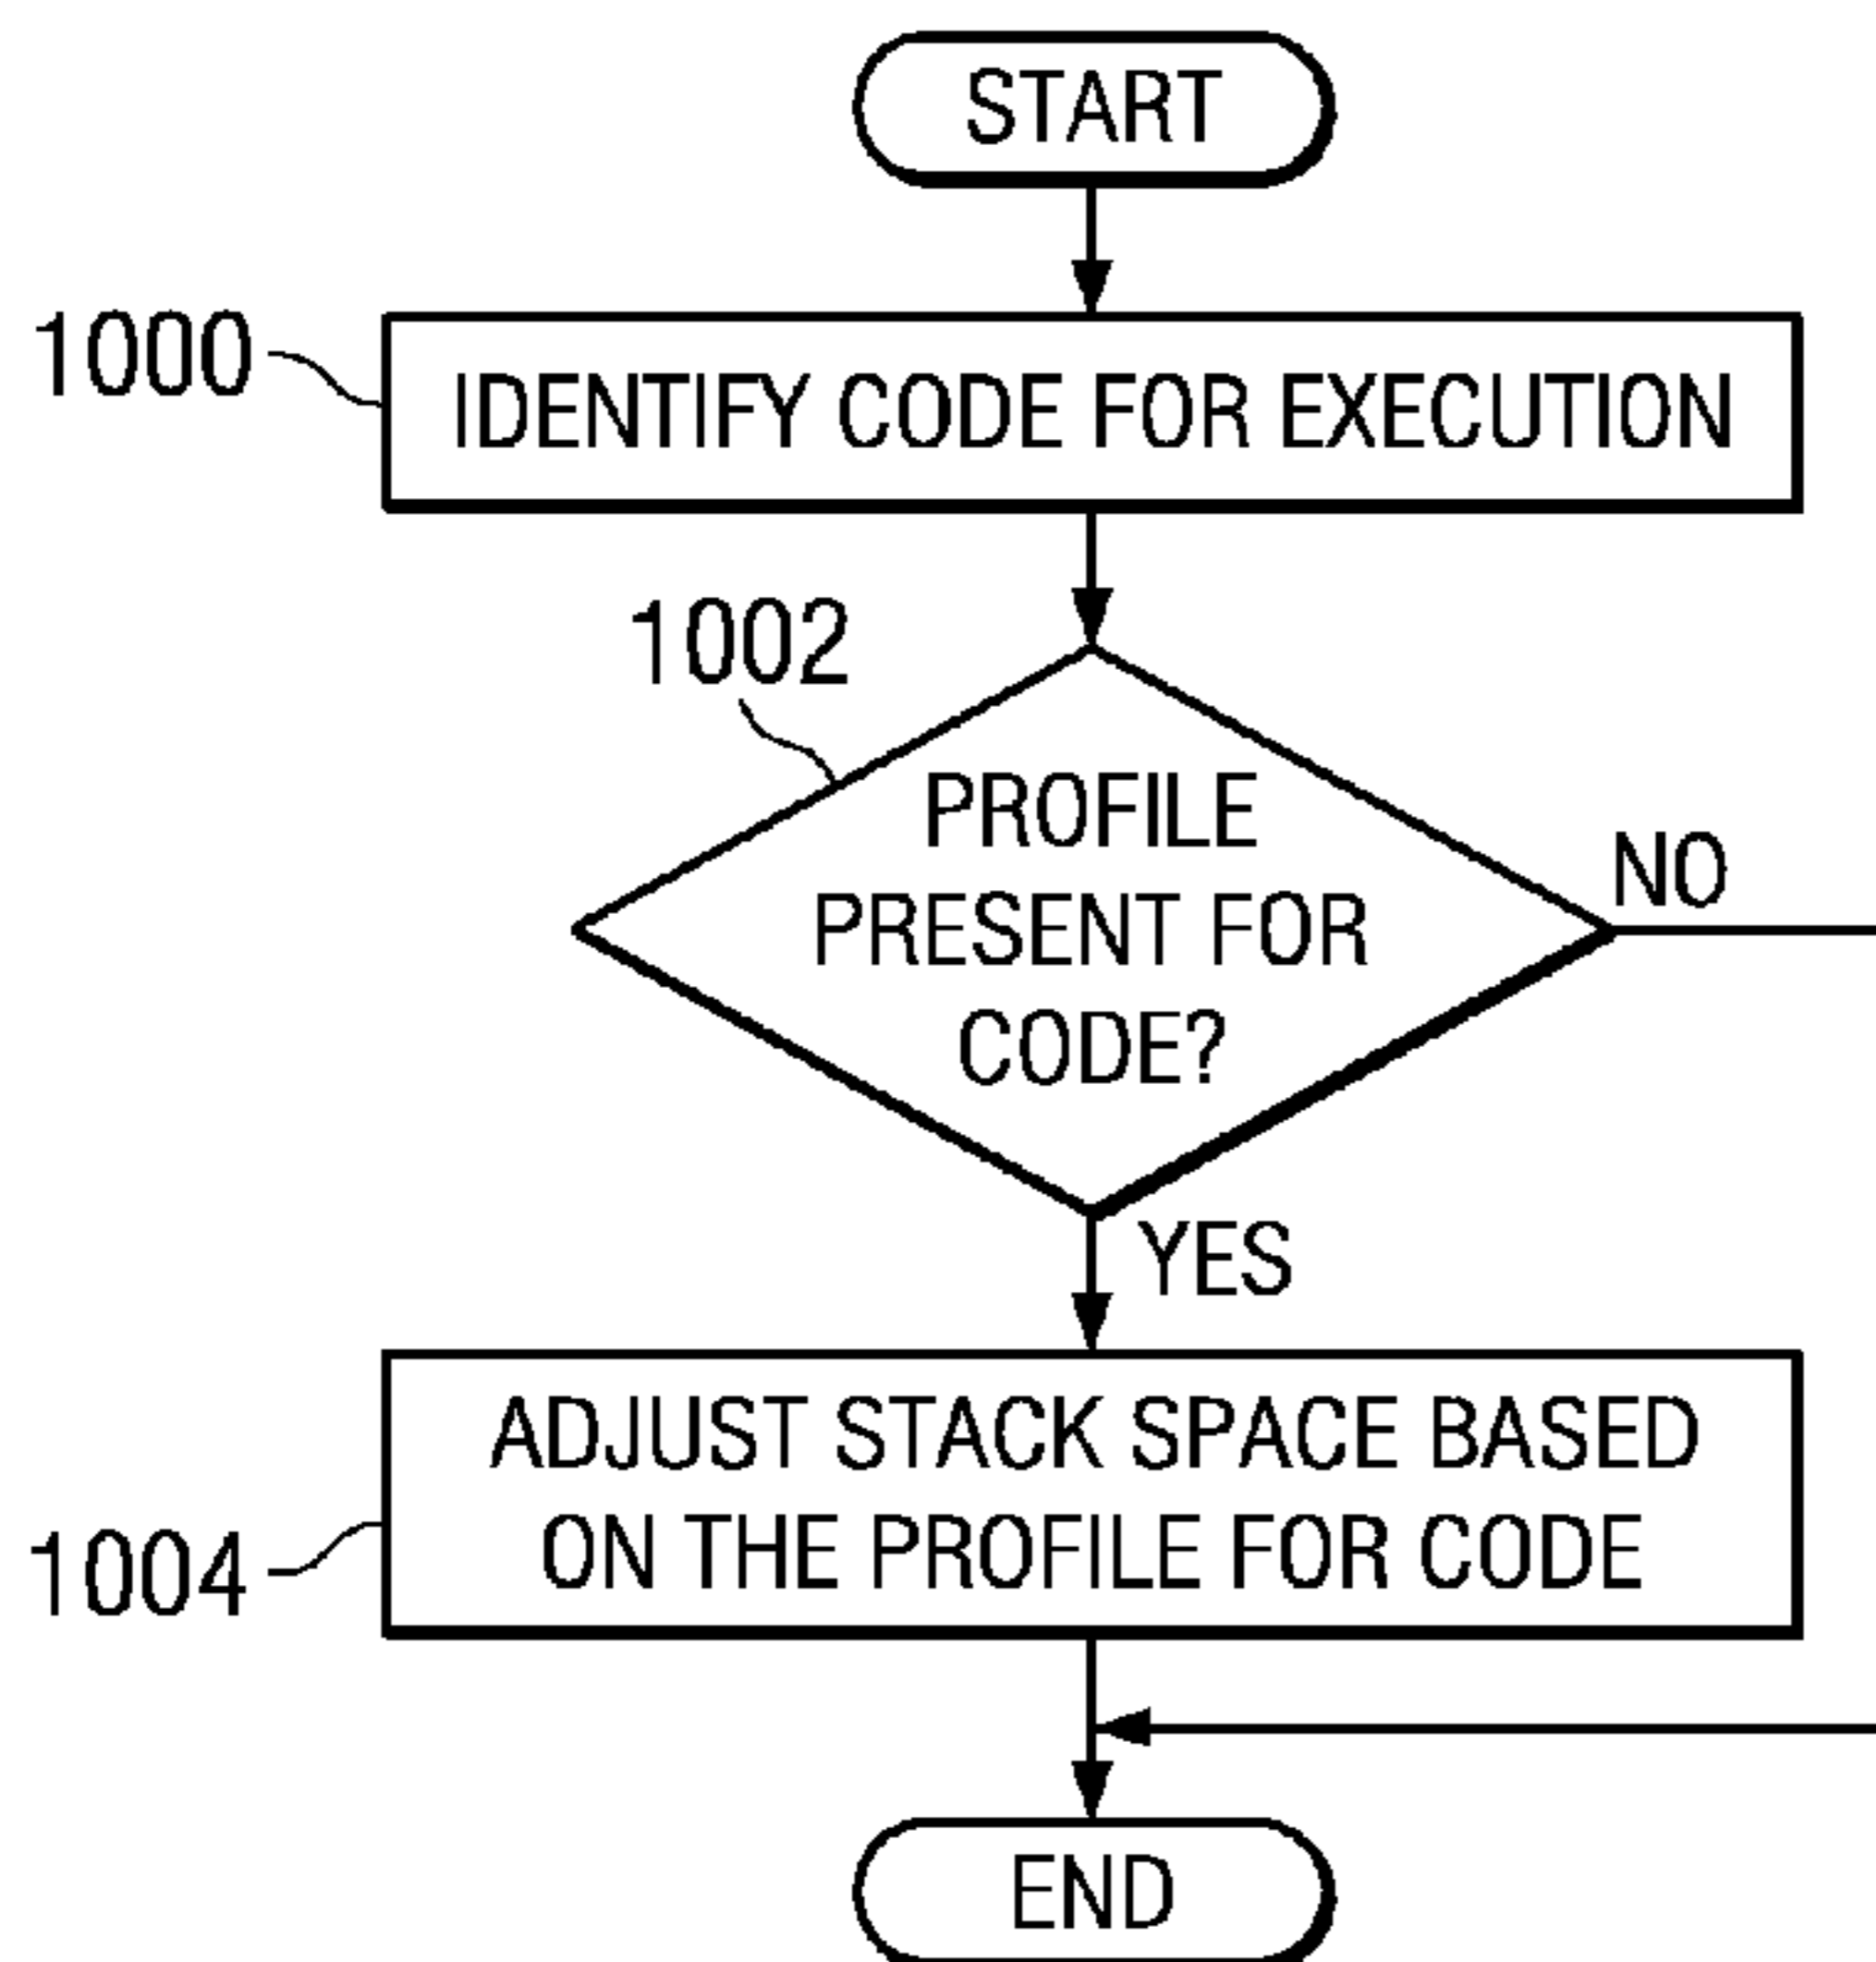 START
1000
IDENTIFY CODE FOR EXECUTION
1002
PROFILE
PRESENT FOR
CODE?
NO
YES
ADJUST STACK SPACE BASED
ON THE PROFILE FOR CODE
1004
END